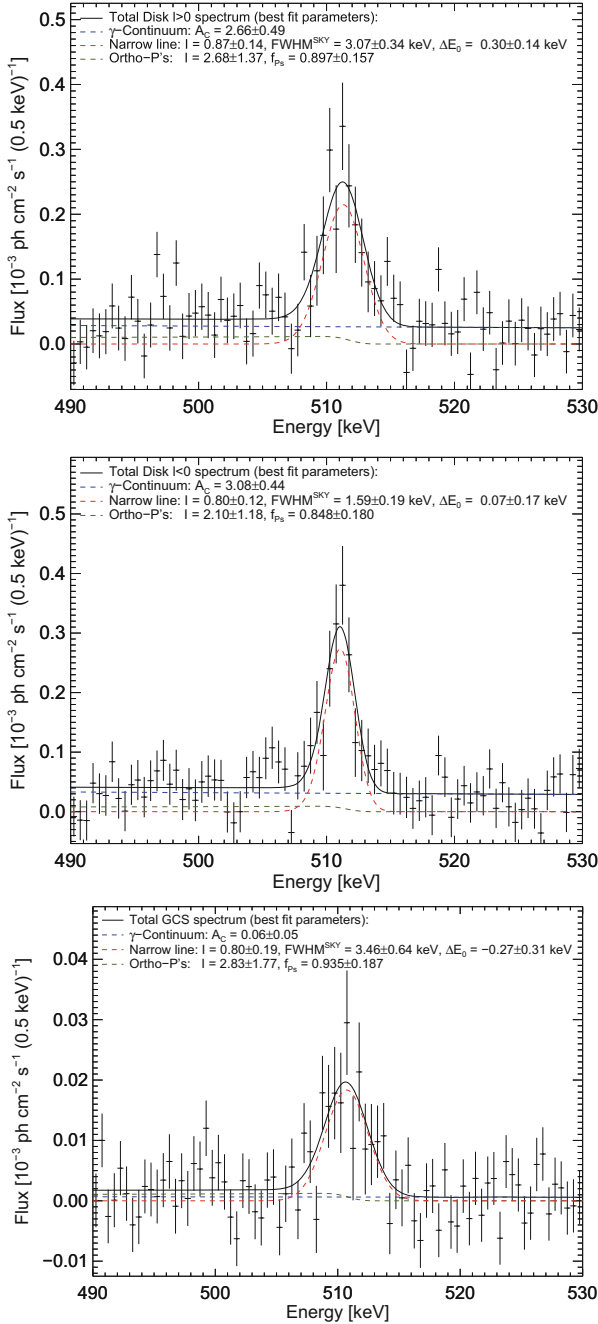 Total Disk l>0 spectrum (best fit parameters):
γ−Continuum: A_C = 2.66±0.49
Narrow line: I = 0.87±0.14, FWHM^SKY = 3.07±0.34 keV, ΔE_0 = 0.30±0.14 keV
Ortho−P's: I = 2.68±1.37, f_Ps = 0.897±0.157
0.5
0.4
0.3
0.2
0.1
0.0
Flux [10^−3 ph cm^−2 s^−1 (0.5 keV)^−1]
490 500 510 520 530
Energy [keV]
Total Disk l<0 spectrum (best fit parameters):
γ−Continuum: A_C = 3.08±0.44
Narrow line: I = 0.80±0.12, FWHM^SKY = 1.59±0.19 keV, ΔE_0 = 0.07±0.17 keV
Ortho−P's: I = 2.10±1.18, f_Ps = 0.848±0.180
0.5
0.4
0.3
0.2
0.1
0.0
Flux [10^−3 ph cm^−2 s^−1 (0.5 keV)^−1]
490 500 510 520 530
Energy [keV]
Total GCS spectrum (best fit parameters):
γ−Continuum: A_C = 0.06±0.05
Narrow line: I = 0.80±0.19, FWHM^SKY = 3.46±0.64 keV, ΔE_0 = −0.27±0.31 keV
Ortho−P's: I = 2.83±1.77, f_Ps = 0.935±0.187
0.04
0.03
0.02
0.01
0.00
−0.01
Flux [10^−3 ph cm^−2 s^−1 (0.5 keV)^−1]
490 500 510 520 530
Energy [keV]